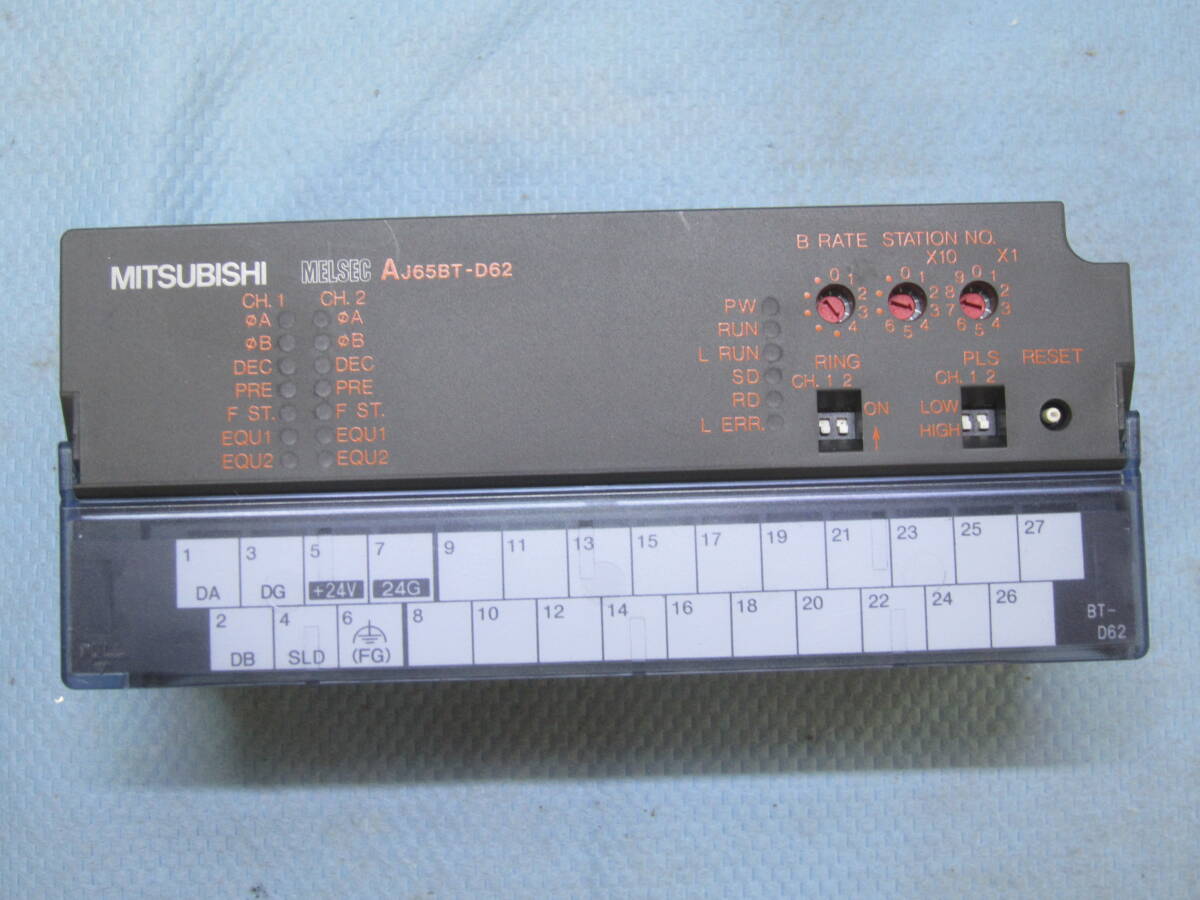 MITSUBISHI MELSEC AJ65BT-D62
CH. 1 CH. 2
φA φA
φB φB
DEC DEC
PRE PRE
F ST. F ST.
EQU1 EQU1
EQU2 EQU2
PW
RUN
L RUN
SD
RD
L ERR.
B RATE STATION NO.
X10 X1
0 1 2 3 4
0 1 2 3 4 5 6
0 1 2 3 4 5 6 7 8 9
RING
CH. 1 2
ON
PLS
CH. 1 2
LOW
HIGH
RESET
1 3 5 7 9 11 13 15 17 19 21 23 25 27
DA DG +24V 24G
2 4 6 8 10 12 14 16 18 20 22 24 26
DB SLD (FG)
BT-
D62
PULL